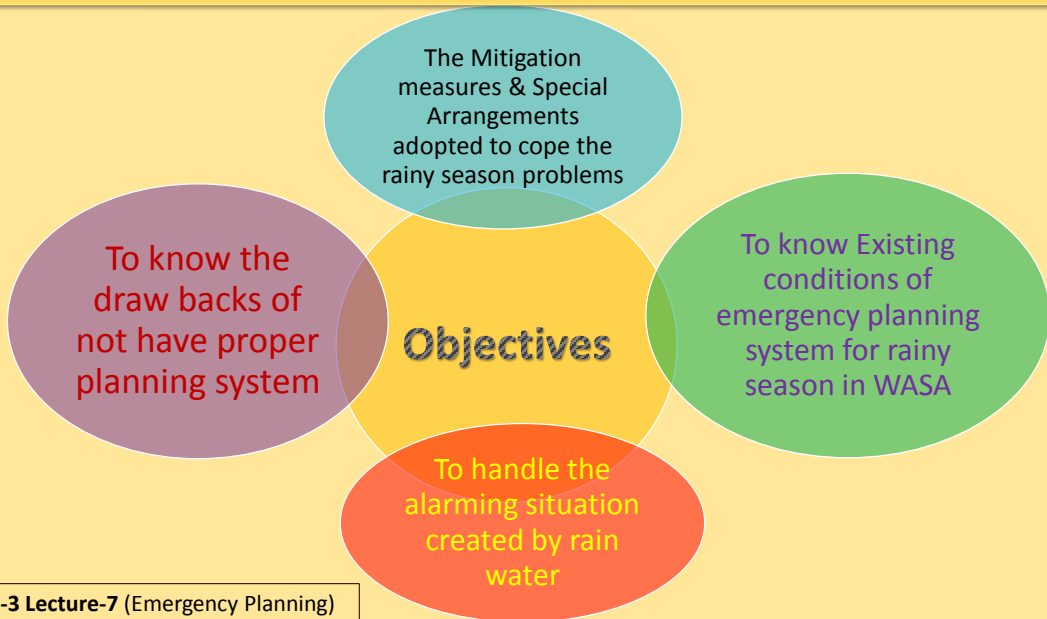 The Mitigation
measures & Special
Arrangements
adopted to cope the
rainy season problems
To know the
draw backs of
not have proper
planning system
Objectives
To know Existing
conditions of
emergency planning
system for rainy
season in WASA
To handle the
alarming situation
created by rain
water
-3 Lecture-7 (Emergency Planning)